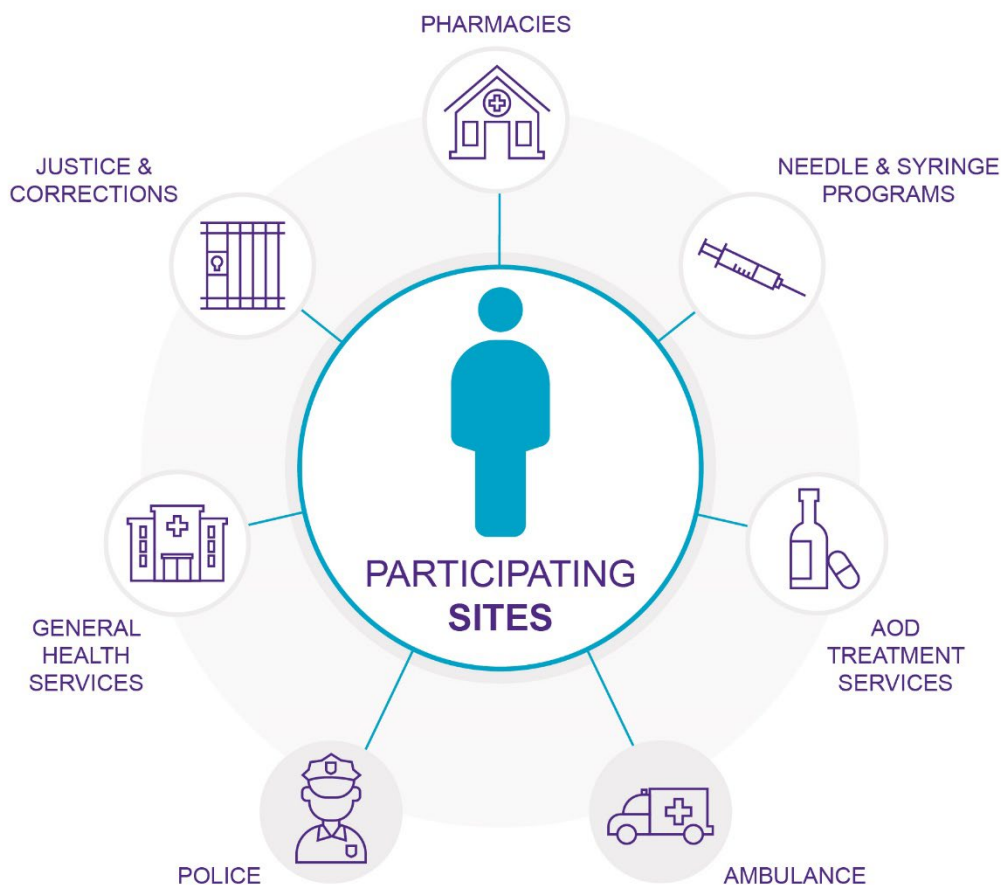 PHARMACIES
JUSTICE &
CORRECTIONS
NEEDLE & SYRINGE
PROGRAMS
PARTICIPATING
SITES
GENERAL
HEALTH
SERVICES
AOD
TREATMENT
SERVICES
POLICE
AMBULANCE